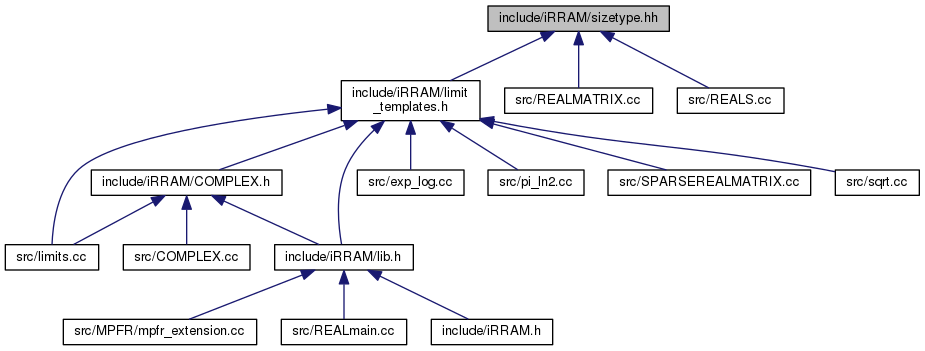 include/iRRAM/sizetype.hh
include/iRRAM/limit
_templates.h
src/REALMATRIX.cc
src/REALS.cc
include/iRRAM/COMPLEX.h
src/exp_log.cc
src/pi_ln2.cc
src/SPARSEREALMATRIX.cc
src/sqrt.cc
src/limits.cc
src/COMPLEX.cc
include/iRRAM/lib.h
src/MPFR/mpfr_extension.cc
src/REALmain.cc
include/iRRAM.h